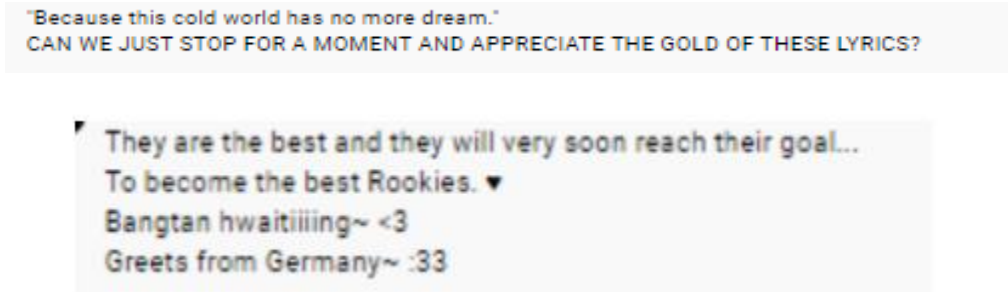 "Because this cold world has no more dream."
CAN WE JUST STOP FOR A MOMENT AND APPRECIATE THE GOLD OF THESE LYRICS?
They are the best and they will very soon reach their goal...
To become the best Rookies. ♥
Bangtan hwaitiiiing~ <3
Greets from Germany~ :33